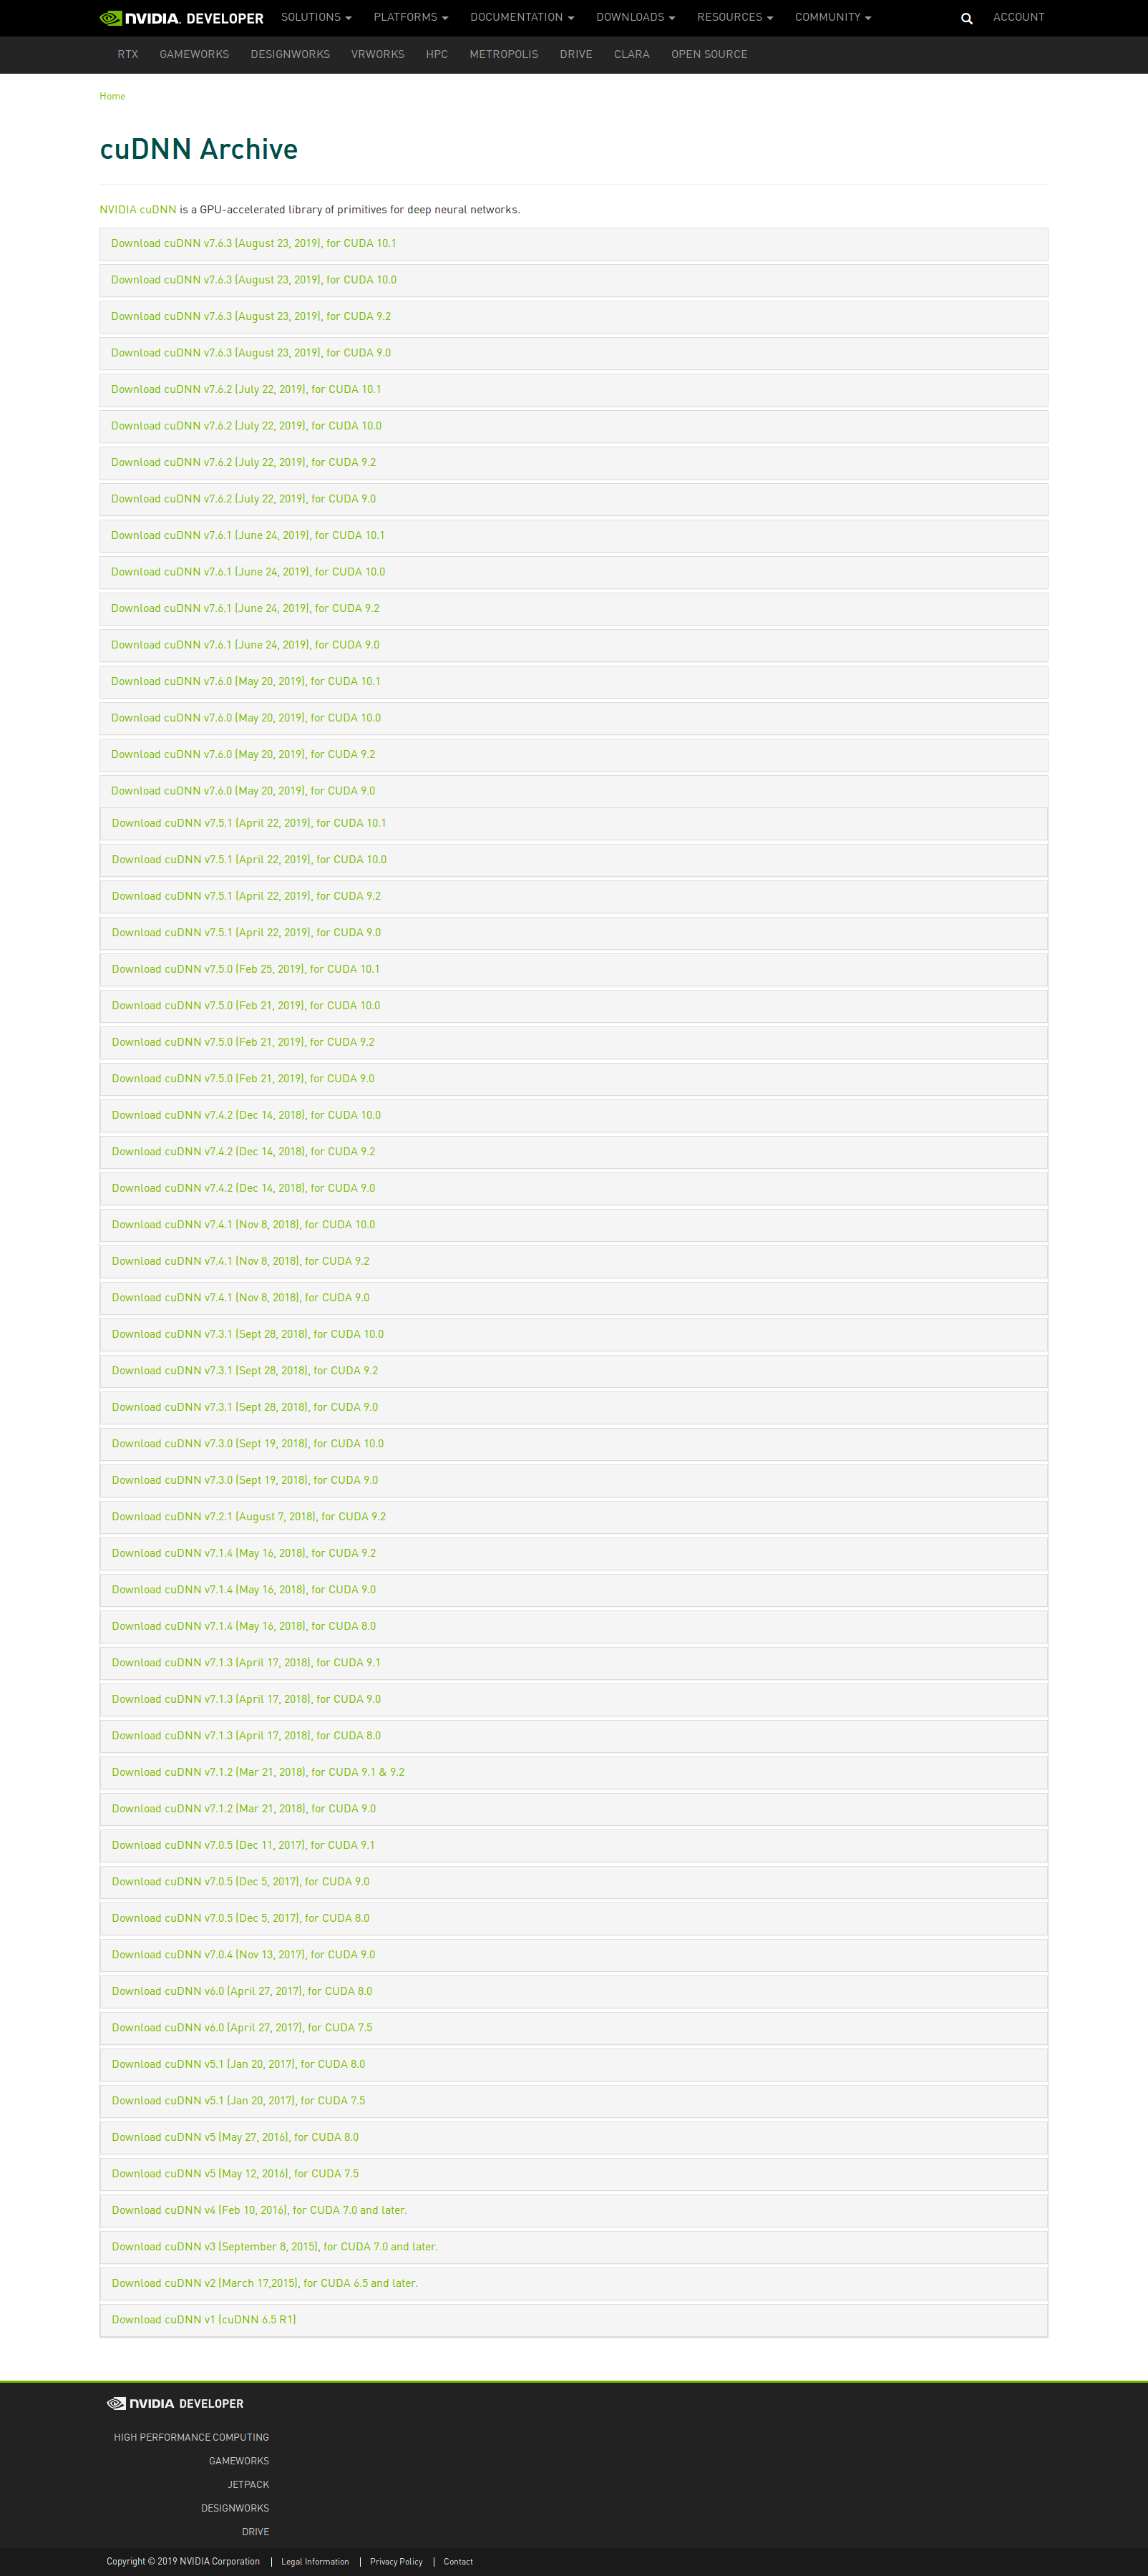 NVIDIA. DEVELOPER SOLUTIONS PLATFORMS DOCUMENTATION DOWNLOADS RESOURCES COMMUNITY ACCOUNT
RTX GAMEWORKS DESIGNWORKS VRWORKS HPC METROPOLIS DRIVE CLARA OPEN SOURCE
Home
cuDNN Archive
NVIDIA cuDNN is a GPU-accelerated library of primitives for deep neural networks.
Download cuDNN v7.6.3 (August 23, 2019), for CUDA 10.1
Download cuDNN v7.6.3 (August 23, 2019), for CUDA 10.0
Download cuDNN v7.6.3 (August 23, 2019), for CUDA 9.2
Download cuDNN v7.6.3 (August 23, 2019), for CUDA 9.0
Download cuDNN v7.6.2 (July 22, 2019), for CUDA 10.1
Download cuDNN v7.6.2 (July 22, 2019), for CUDA 10.0
Download cuDNN v7.6.2 (July 22, 2019), for CUDA 9.2
Download cuDNN v7.6.2 (July 22, 2019), for CUDA 9.0
Download cuDNN v7.6.1 (June 24, 2019), for CUDA 10.1
Download cuDNN v7.6.1 (June 24, 2019), for CUDA 10.0
Download cuDNN v7.6.1 (June 24, 2019), for CUDA 9.2
Download cuDNN v7.6.1 (June 24, 2019), for CUDA 9.0
Download cuDNN v7.6.0 (May 20, 2019), for CUDA 10.1
Download cuDNN v7.6.0 (May 20, 2019), for CUDA 10.0
Download cuDNN v7.6.0 (May 20, 2019), for CUDA 9.2
Download cuDNN v7.6.0 (May 20, 2019), for CUDA 9.0
Download cuDNN v7.5.1 (April 22, 2019), for CUDA 10.1
Download cuDNN v7.5.1 (April 22, 2019), for CUDA 10.0
Download cuDNN v7.5.1 (April 22, 2019), for CUDA 9.2
Download cuDNN v7.5.1 (April 22, 2019), for CUDA 9.0
Download cuDNN v7.5.0 (Feb 25, 2019), for CUDA 10.1
Download cuDNN v7.5.0 (Feb 21, 2019), for CUDA 10.0
Download cuDNN v7.5.0 (Feb 21, 2019), for CUDA 9.2
Download cuDNN v7.5.0 (Feb 21, 2019), for CUDA 9.0
Download cuDNN v7.4.2 (Dec 14, 2018), for CUDA 10.0
Download cuDNN v7.4.2 (Dec 14, 2018), for CUDA 9.2
Download cuDNN v7.4.2 (Dec 14, 2018), for CUDA 9.0
Download cuDNN v7.4.1 (Nov 8, 2018), for CUDA 10.0
Download cuDNN v7.4.1 (Nov 8, 2018), for CUDA 9.2
Download cuDNN v7.4.1 (Nov 8, 2018), for CUDA 9.0
Download cuDNN v7.3.1 (Sept 28, 2018), for CUDA 10.0
Download cuDNN v7.3.1 (Sept 28, 2018), for CUDA 9.2
Download cuDNN v7.3.1 (Sept 28, 2018), for CUDA 9.0
Download cuDNN v7.3.0 (Sept 19, 2018), for CUDA 10.0
Download cuDNN v7.3.0 (Sept 19, 2018), for CUDA 9.0
Download cuDNN v7.2.1 (August 7, 2018), for CUDA 9.2
Download cuDNN v7.1.4 (May 16, 2018), for CUDA 9.2
Download cuDNN v7.1.4 (May 16, 2018), for CUDA 9.0
Download cuDNN v7.1.4 (May 16, 2018), for CUDA 8.0
Download cuDNN v7.1.3 (April 17, 2018), for CUDA 9.1
Download cuDNN v7.1.3 (April 17, 2018), for CUDA 9.0
Download cuDNN v7.1.3 (April 17, 2018), for CUDA 8.0
Download cuDNN v7.1.2 (Mar 21, 2018), for CUDA 9.1 & 9.2
Download cuDNN v7.1.2 (Mar 21, 2018), for CUDA 9.0
Download cuDNN v7.0.5 (Dec 11, 2017), for CUDA 9.1
Download cuDNN v7.0.5 (Dec 5, 2017), for CUDA 9.0
Download cuDNN v7.0.5 (Dec 5, 2017), for CUDA 8.0
Download cuDNN v7.0.4 (Nov 13, 2017), for CUDA 9.0
Download cuDNN v6.0 (April 27, 2017), for CUDA 8.0
Download cuDNN v6.0 (April 27, 2017), for CUDA 7.5
Download cuDNN v5.1 (Jan 20, 2017), for CUDA 8.0
Download cuDNN v5.1 (Jan 20, 2017), for CUDA 7.5
Download cuDNN v5 (May 27, 2016), for CUDA 8.0
Download cuDNN v5 (May 12, 2016), for CUDA 7.5
Download cuDNN v4 (Feb 10, 2016), for CUDA 7.0 and later.
Download cuDNN v3 (September 8, 2015), for CUDA 7.0 and later.
Download cuDNN v2 (March 17,2015), for CUDA 6.5 and later.
Download cuDNN v1 (cuDNN 6.5 R1)
NVIDIA DEVELOPER
HIGH PERFORMANCE COMPUTING
GAMEWORKS
JETPACK
DESIGNWORKS
DRIVE
Copyright © 2019 NVIDIA Corporation | Legal Information | Privacy Policy | Contact